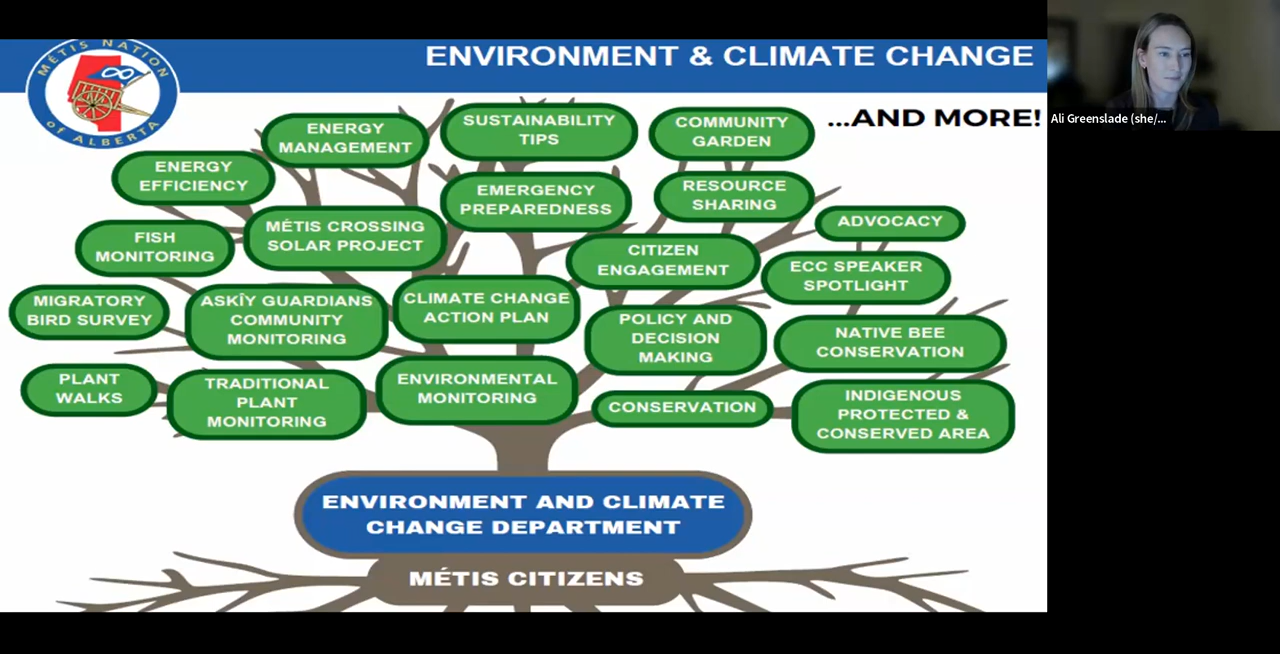 MÉTIS NATION
of ALBERTA
ENVIRONMENT & CLIMATE CHANGE
...AND MORE!
Ali Greenslade (she/...
ENERGY
MANAGEMENT
SUSTAINABILITY
TIPS
COMMUNITY
GARDEN
ENERGY
EFFICIENCY
EMERGENCY
PREPAREDNESS
RESOURCE
SHARING
FISH
MONITORING
MÉTIS CROSSING
SOLAR PROJECT
CITIZEN
ENGAGEMENT
ADVOCACY
ECC SPEAKER
SPOTLIGHT
MIGRATORY
BIRD SURVEY
ASKÎY GUARDIANS
COMMUNITY
MONITORING
CLIMATE CHANGE
ACTION PLAN
POLICY AND
DECISION
MAKING
NATIVE BEE
CONSERVATION
PLANT
WALKS
TRADITIONAL
PLANT
MONITORING
ENVIRONMENTAL
MONITORING
CONSERVATION
INDIGENOUS
PROTECTED &
CONSERVED AREA
ENVIRONMENT AND CLIMATE
CHANGE DEPARTMENT
MÉTIS CITIZENS